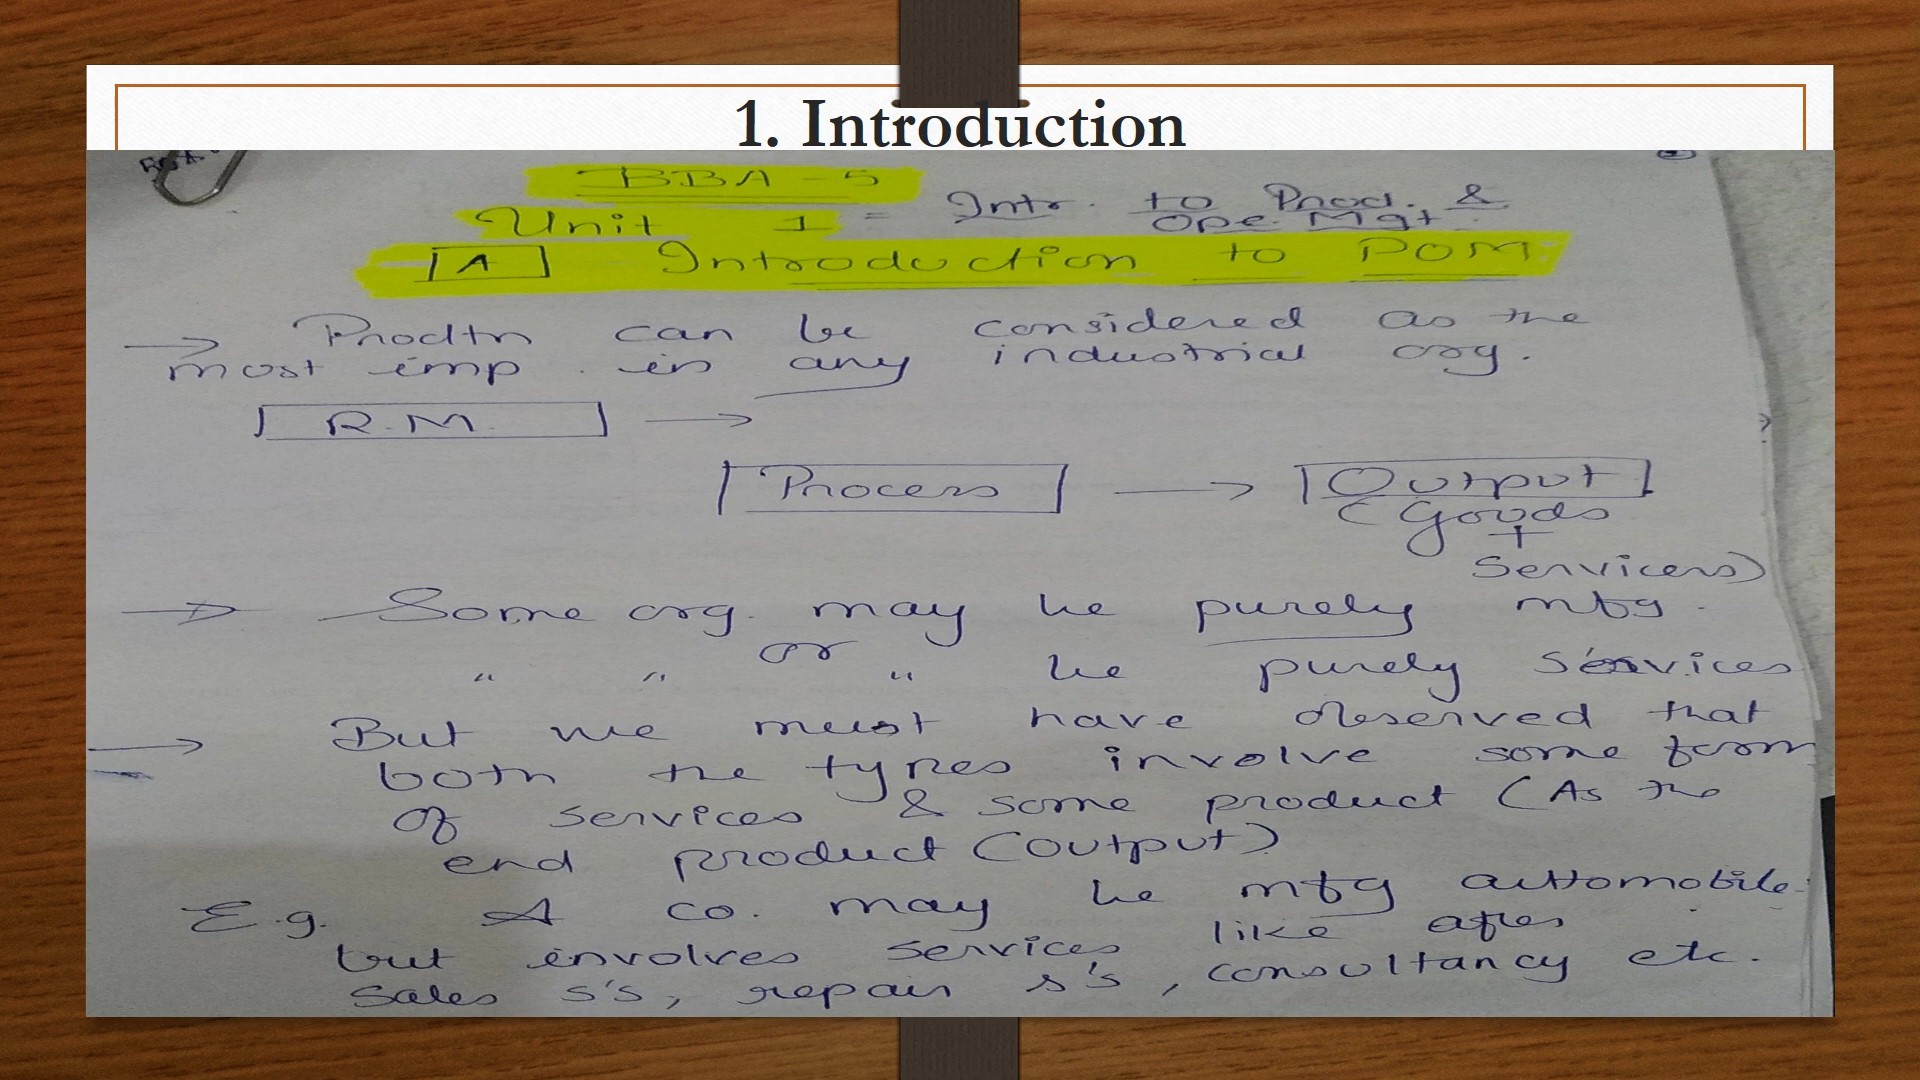 1. Introduction
BBA - 5
Unit 1 = Intr. to Prod. &
Ope. Mgt.
A Introduction to POM:
→ Prodtn can be considered as the
most imp. in any industrial org.
R.M. →
Process → Output
(Goods
+
Services)
→ Some org. may be purely mfg.
or
" " " be purely services
→ But we must have observed that
both the types involve some form
of services & some product (As the
end product (output)
E.g. A co. may be mfg automobile
but involves services like after
sales s's, repair s's, consultancy etc.